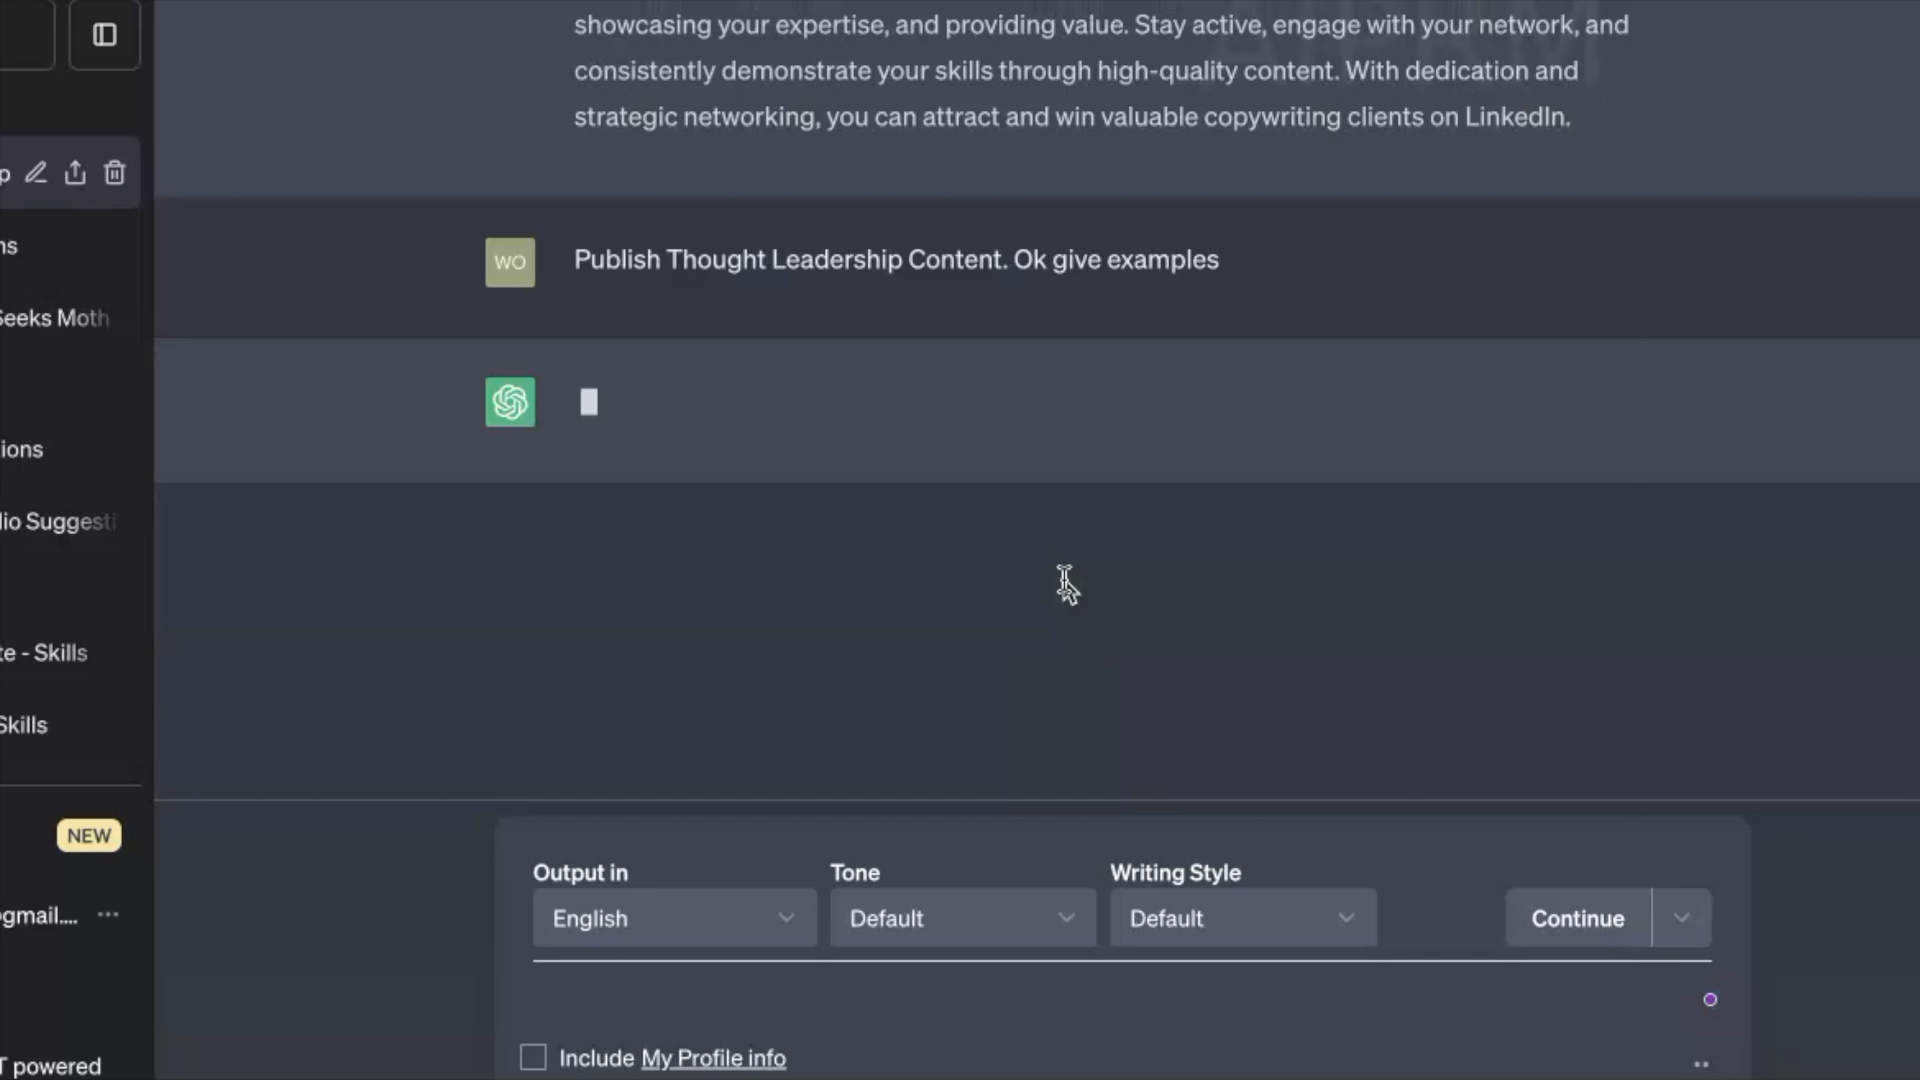 showcasing your expertise, and providing value. Stay active, engage with your network, and
consistently demonstrate your skills through high-quality content. With dedication and
strategic networking, you can attract and win valuable copywriting clients on LinkedIn.
p
ns
Seeks Moth
ions
lio Suggesti
te - Skills
Skills
NEW
gmail....
T powered
WO
Publish Thought Leadership Content. Ok give examples
Output in
Tone
Writing Style
English
Default
Default
Continue
Include My Profile info